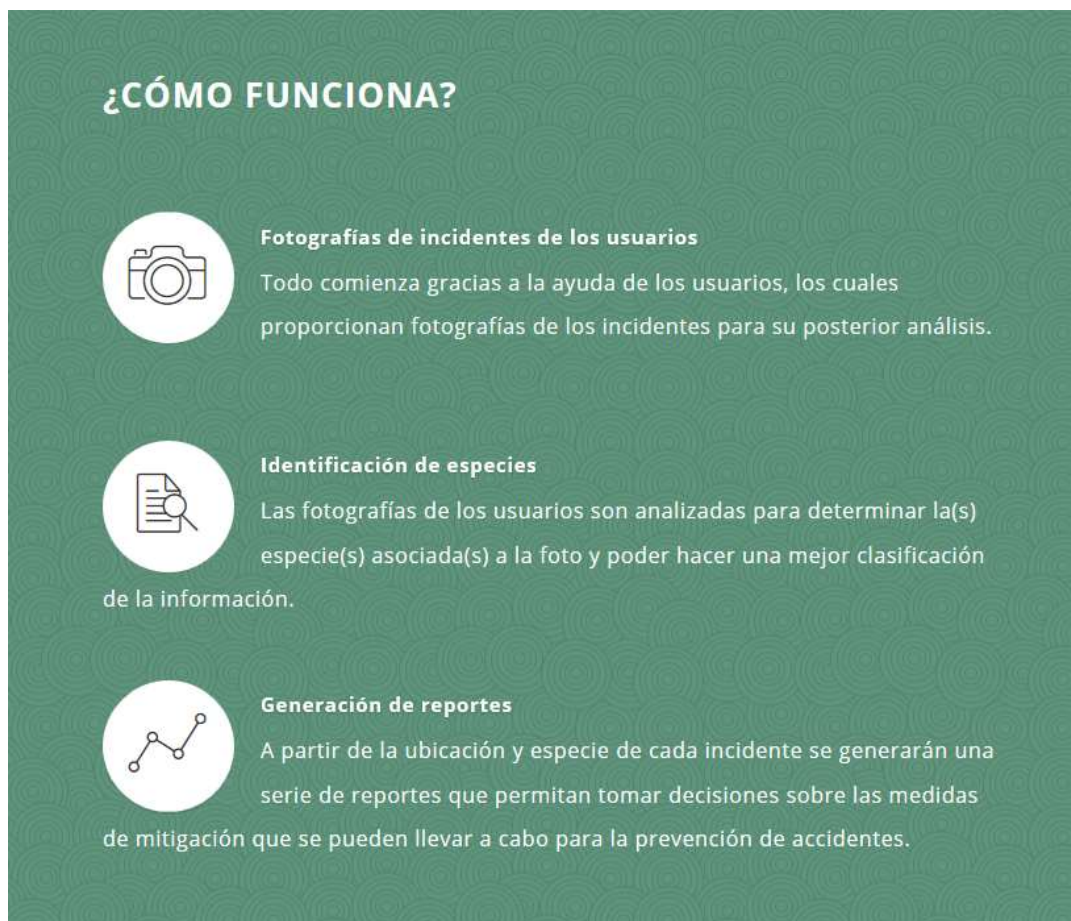 ¿CÓMO FUNCIONA?
Fotografías de incidentes de los usuarios
Todo comienza gracias a la ayuda de los usuarios, los cuales
proporcionan fotografías de los incidentes para su posterior análisis.
Identificación de especies
Las fotografías de los usuarios son analizadas para determinar la(s)
especie(s) asociada(s) a la foto y poder hacer una mejor clasificación
de la información.
Generación de reportes
A partir de la ubicación y especie de cada incidente se generarán una
serie de reportes que permitan tomar decisiones sobre las medidas
de mitigación que se pueden llevar a cabo para la prevención de accidentes.